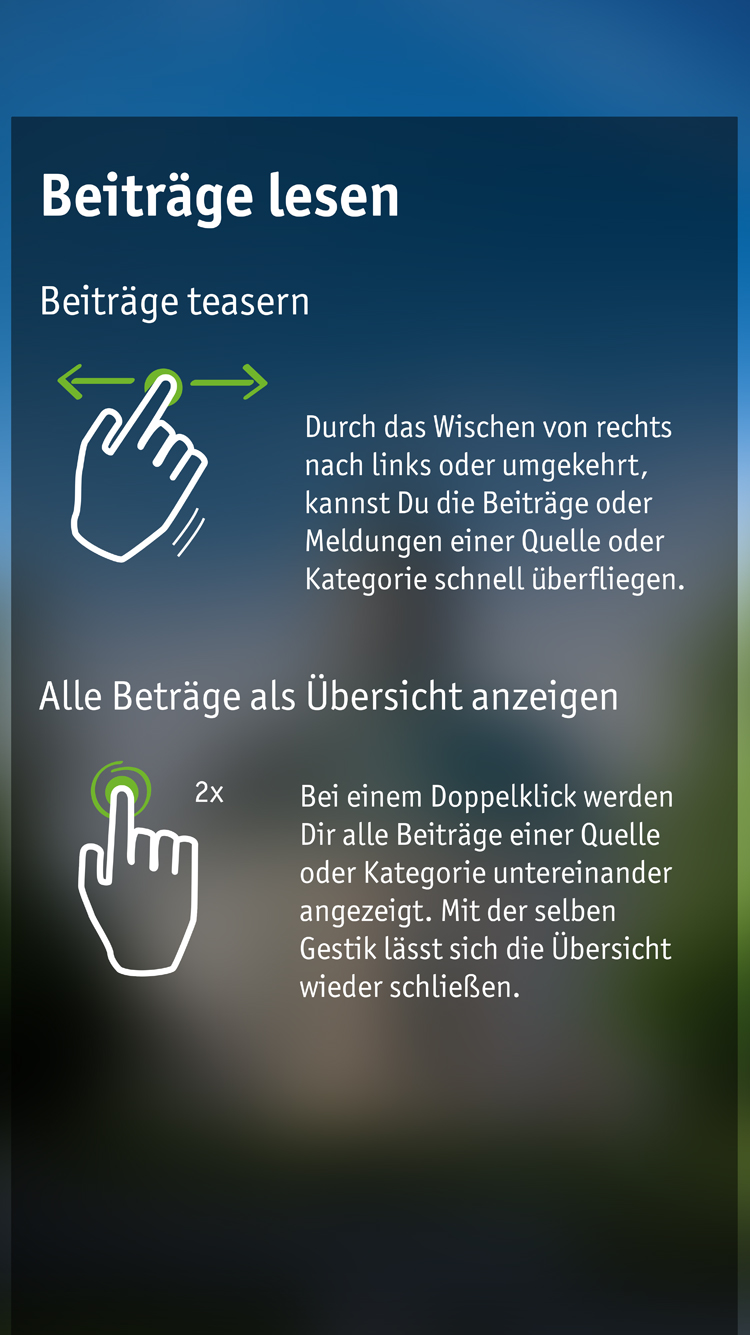 Beiträge lesen
Beiträge teasern
Durch das Wischen von rechts
nach links oder umgekehrt,
kannst Du die Beiträge oder
Meldungen einer Quelle oder
Kategorie schnell überfliegen.
Alle Beträge als Übersicht anzeigen
2x
Bei einem Doppelklick werden
Dir alle Beiträge einer Quelle
oder Kategorie untereinander
angezeigt. Mit der selben
Gestik lässt sich die Übersicht
wieder schließen.